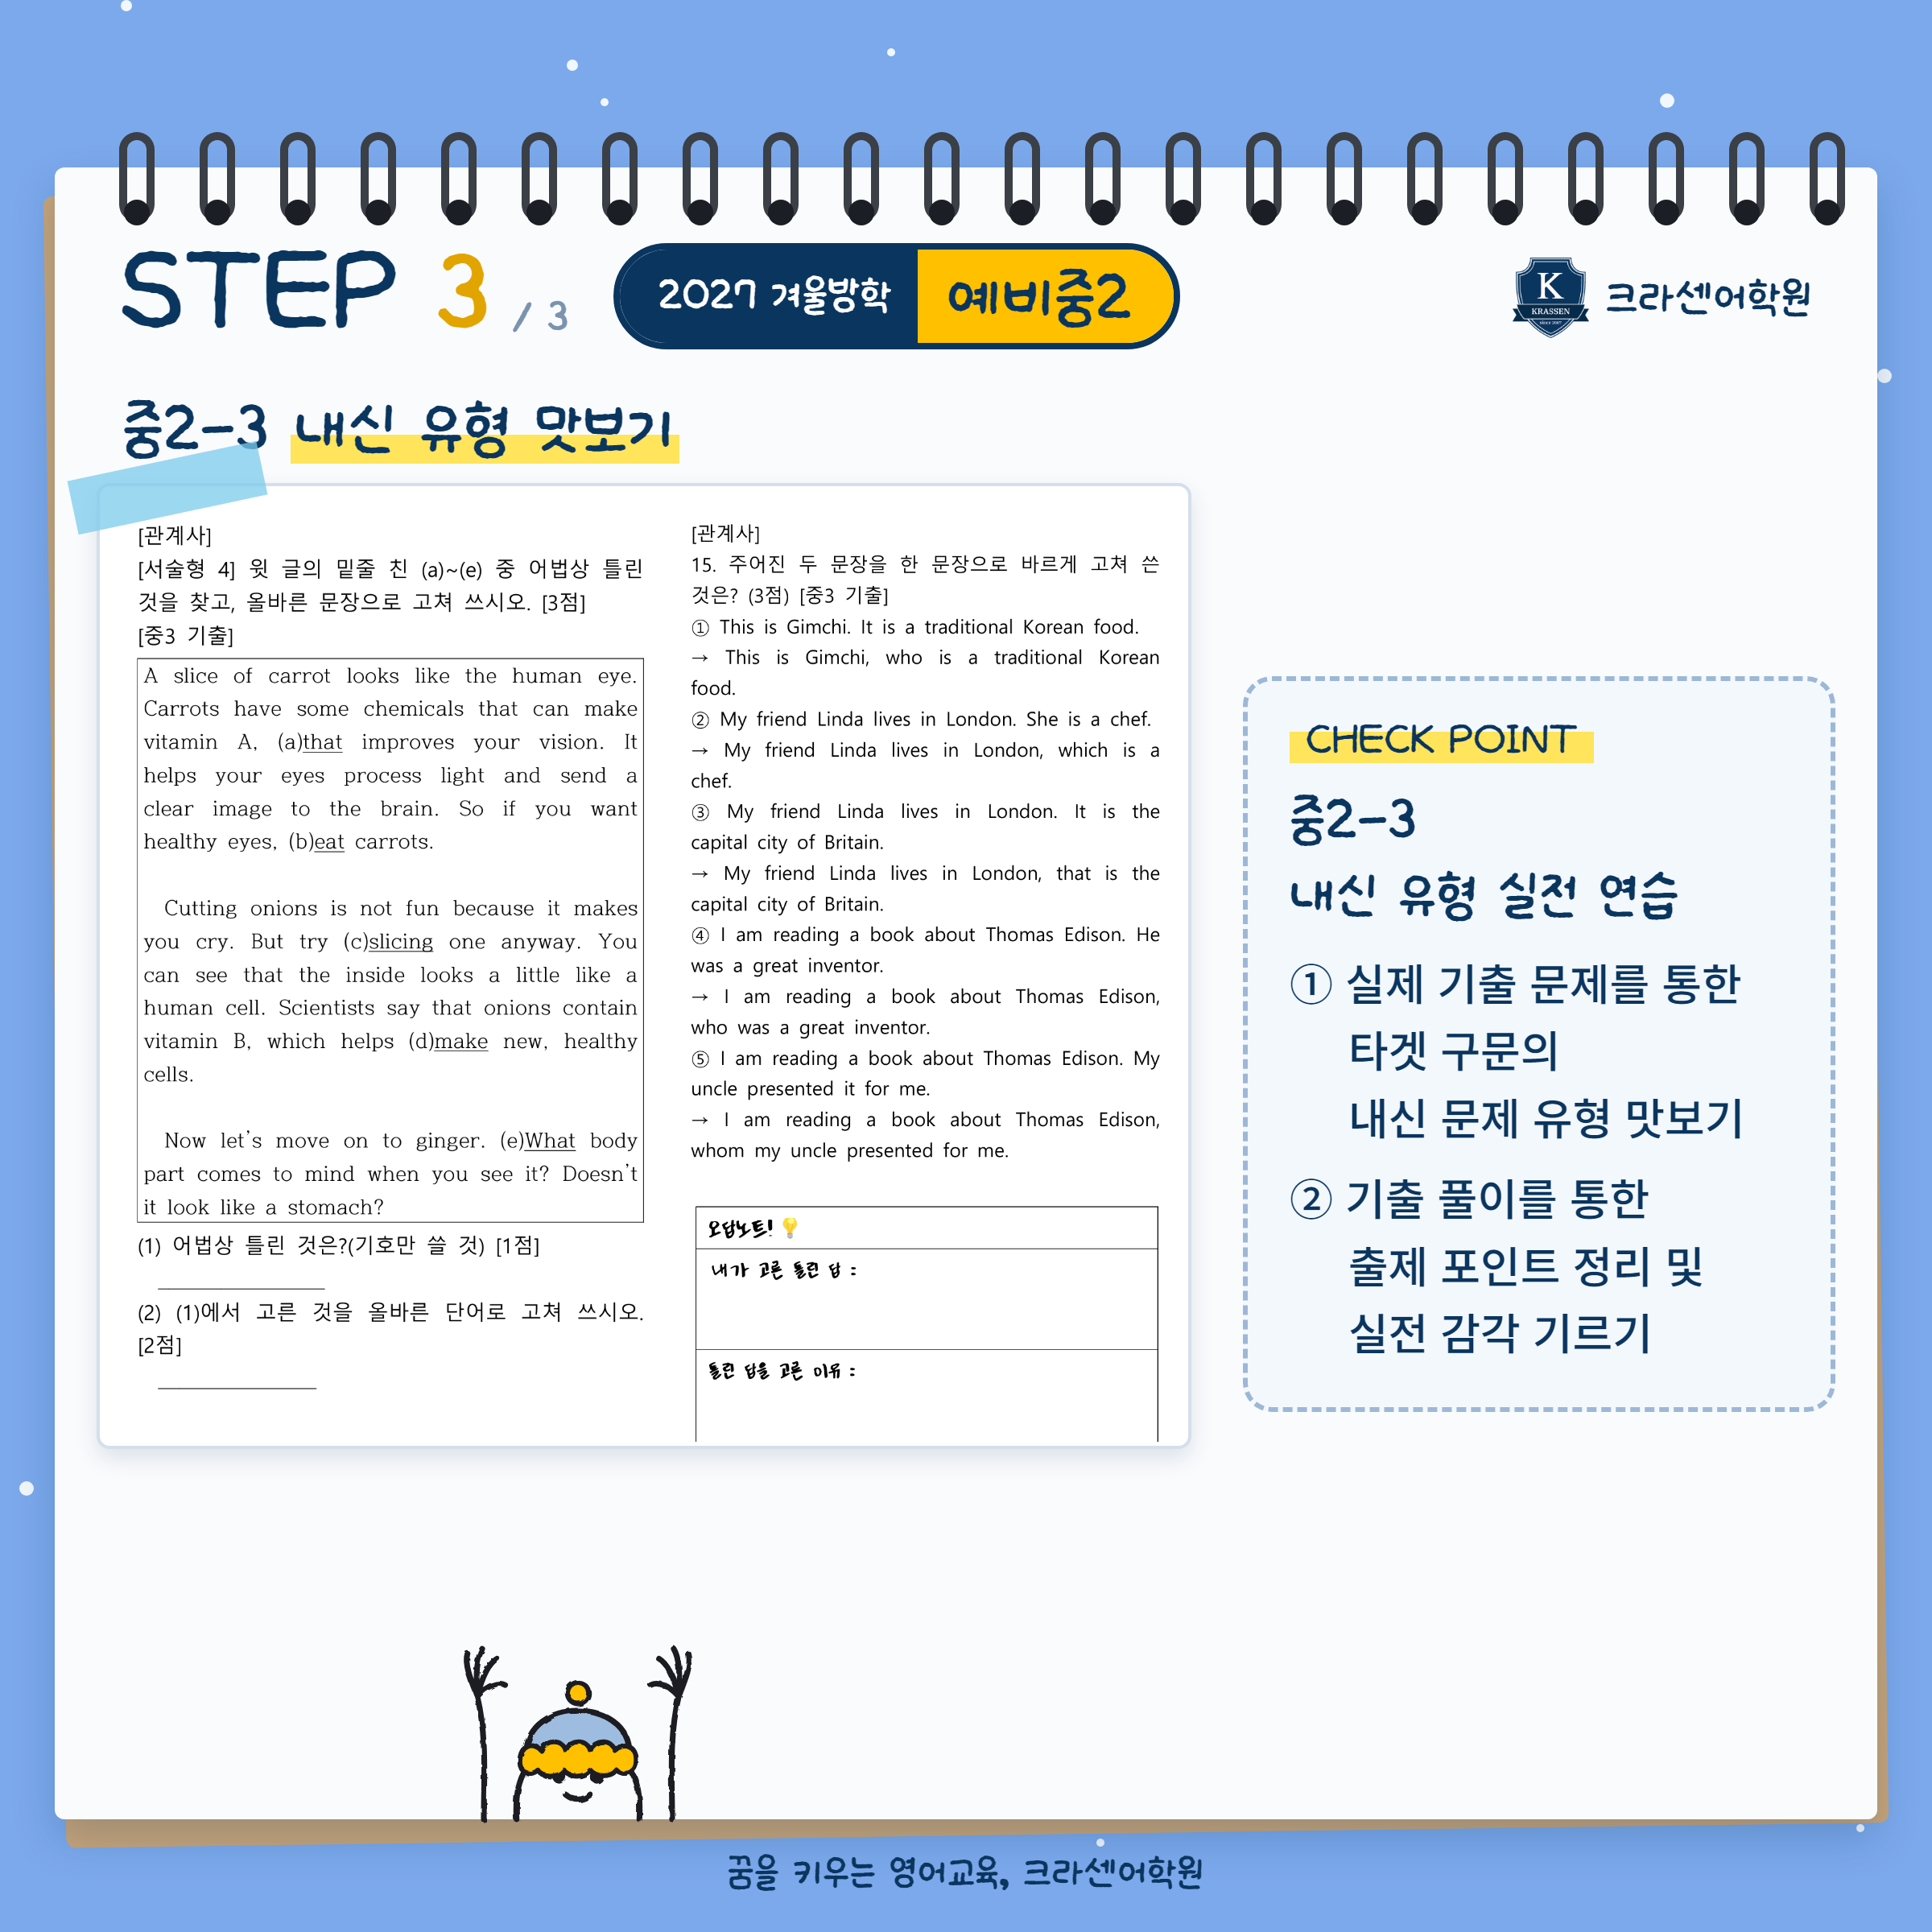 STEP 3 / 3
2027 겨울방학 예비중2
K
KRASSEN
since 2007
크라센어학원
중2-3 내신 유형 맛보기
[관계사]
[서술형 4] 윗 글의 밑줄 친 (a)~(e) 중 어법상 틀린
것을 찾고, 올바른 문장으로 고쳐 쓰시오. [3점]
[중3 기출]
A slice of carrot looks like the human eye.
Carrots have some chemicals that can make
vitamin A, (a)that improves your vision. It
helps your eyes process light and send a
clear image to the brain. So if you want
healthy eyes, (b)eat carrots.
Cutting onions is not fun because it makes
you cry. But try (c)slicing one anyway. You
can see that the inside looks a little like a
human cell. Scientists say that onions contain
vitamin B, which helps (d)make new, healthy
cells.
Now let's move on to ginger. (e)What body
part comes to mind when you see it? Doesn't
it look like a stomach?
(1) 어법상 틀린 것은?(기호만 쓸 것) [1점]
(2) (1)에서 고른 것을 올바른 단어로 고쳐 쓰시오.
[2점]
[관계사]
15. 주어진 두 문장을 한 문장으로 바르게 고쳐 쓴
것은? (3점) [중3 기출]
① This is Gimchi. It is a traditional Korean food.
→ This is Gimchi, who is a traditional Korean
food.
② My friend Linda lives in London. She is a chef.
→ My friend Linda lives in London, which is a
chef.
③ My friend Linda lives in London. It is the
capital city of Britain.
→ My friend Linda lives in London, that is the
capital city of Britain.
④ I am reading a book about Thomas Edison. He
was a great inventor.
→ I am reading a book about Thomas Edison,
who was a great inventor.
⑤ I am reading a book about Thomas Edison. My
uncle presented it for me.
→ I am reading a book about Thomas Edison,
whom my uncle presented for me.
오답노트!
내가 고른 틀린 답 :
틀린 답을 고른 이유 :
CHECK POINT
중2-3
내신 유형 실전 연습
① 실제 기출 문제를 통한
타겟 구문의
내신 문제 유형 맛보기
② 기출 풀이를 통한
출제 포인트 정리 및
실전 감각 기르기
꿈을 키우는 영어교육, 크라센어학원